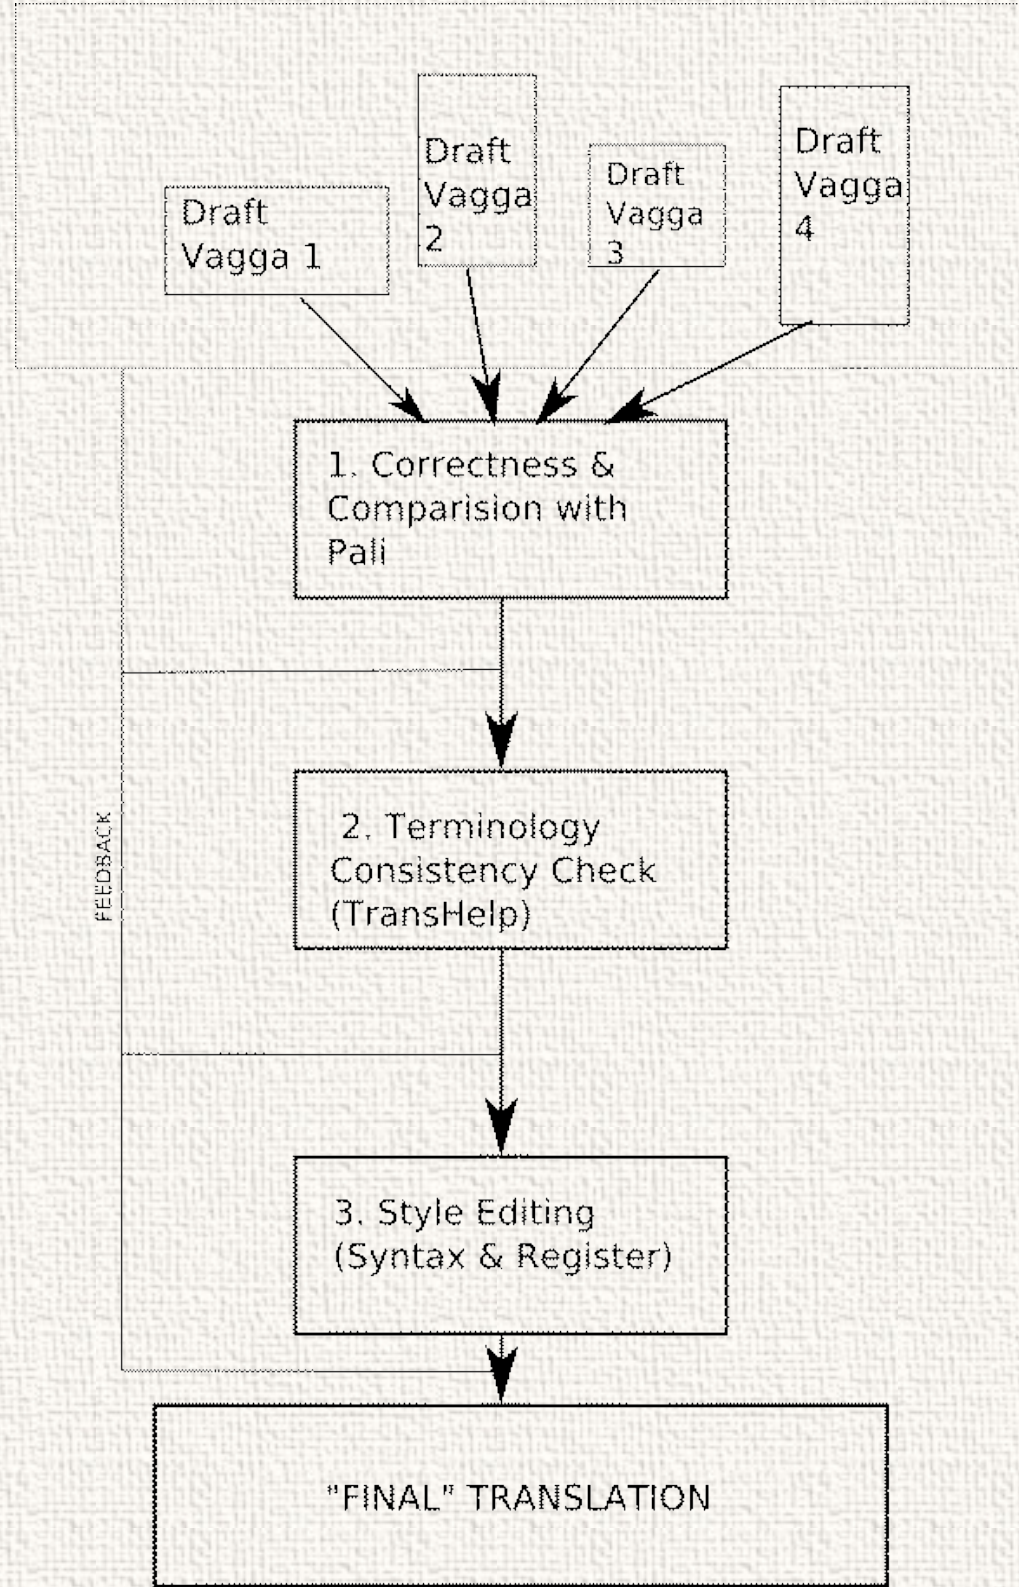 Draft
Vagga 1
Draft
Vagga
2
Draft
Vagga
3
Draft
Vagga
4
1. Correctness &
Comparision with
Pali
FEEDBACK
2. Terminology
Consistency Check
(TransHelp)
3. Style Editing
(Syntax & Register)
"FINAL" TRANSLATION